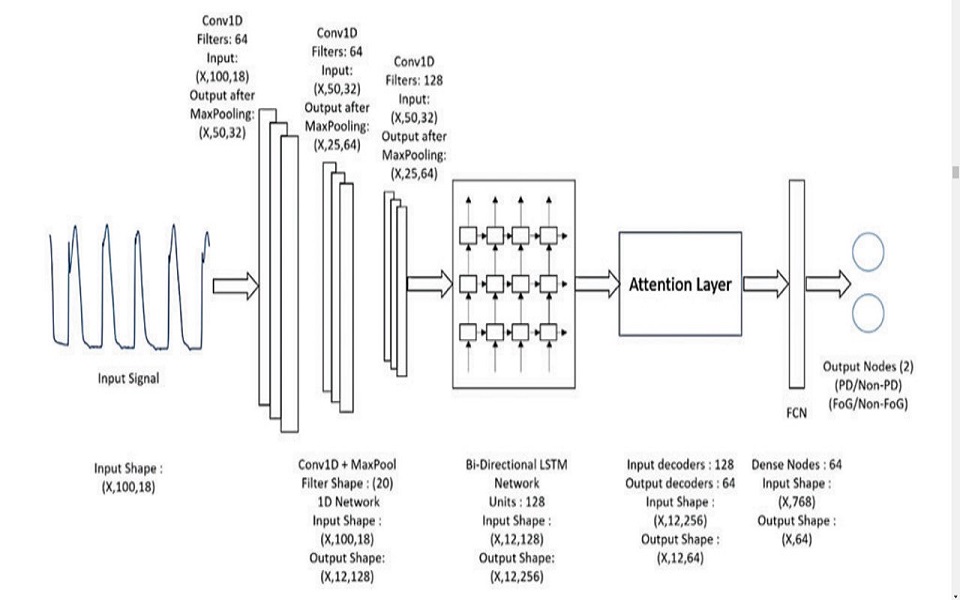 Conv1D
Filters: 64
Input:
(X,100,18)
Output after
MaxPooling:
(X,50,32)
Conv1D
Filters: 64
Input:
(X,50,32)
Output after
MaxPooling:
(X,25,64)
Conv1D
Filters: 128
Input:
(X,50,32)
Output after
MaxPooling:
(X,25,64)
Input Signal
Attention Layer
FCN
Output Nodes (2)
(PD/Non-PD)
(FoG/Non-FoG)
Input Shape :
(X,100,18)
Conv1D + MaxPool
Filter Shape : (20)
1D Network
Input Shape :
(X,100,18)
Output Shape:
(X,12,128)
Bi-Directional LSTM
Network
Units : 128
Input Shape :
(X,12,128)
Output Shape:
(X,12,256)
Input decoders : 128
Output decoders : 64
Input Shape :
(X,12,256)
Output Shape :
(X,12,64)
Dense Nodes : 64
Input Shape :
(X,768)
Output Shape :
(X,64)